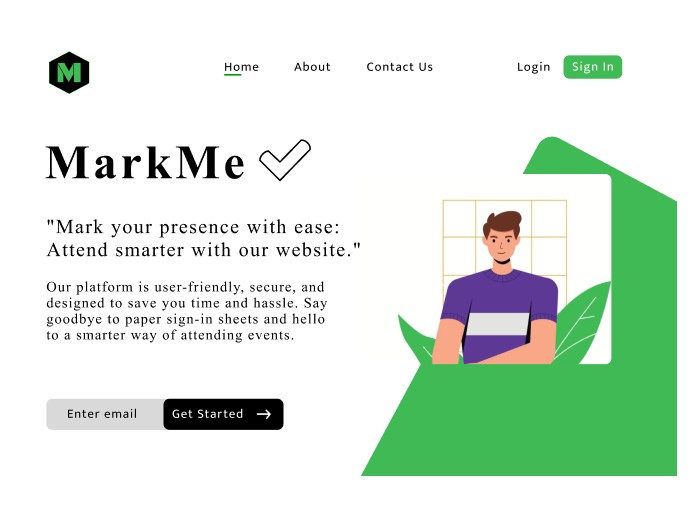 M
Home About Contact Us Login Sign In
MarkMe
"Mark your presence with ease:
Attend smarter with our website."
Our platform is user-friendly, secure, and
designed to save you time and hassle. Say
goodbye to paper sign-in sheets and hello
to a smarter way of attending events.
Enter email Get Started